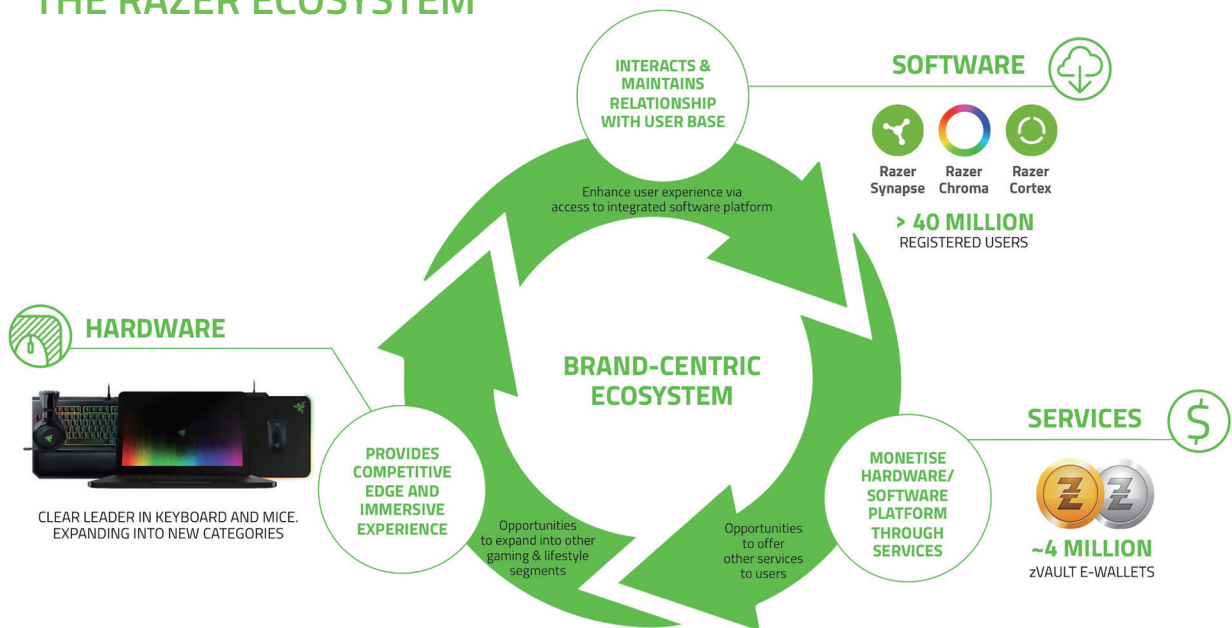 THE RAZER ECOSYSTEM
INTERACTS &
MAINTAINS
RELATIONSHIP
WITH USER BASE
SOFTWARE
Razer
Synapse
Razer
Chroma
Razer
Cortex
> 40 MILLION
REGISTERED USERS
Enhance user experience via
access to integrated software platform
HARDWARE
CLEAR LEADER IN KEYBOARD AND MICE.
EXPANDING INTO NEW CATEGORIES
PROVIDES
COMPETITIVE
EDGE AND
IMMERSIVE
EXPERIENCE
BRAND-CENTRIC
ECOSYSTEM
Opportunities
to expand into other
gaming & lifestyle
segments
Opportunities
to offer
other services
to users
MONETISE
HARDWARE/
SOFTWARE
PLATFORM
THROUGH
SERVICES
SERVICES
~4 MILLION
zVAULT E-WALLETS